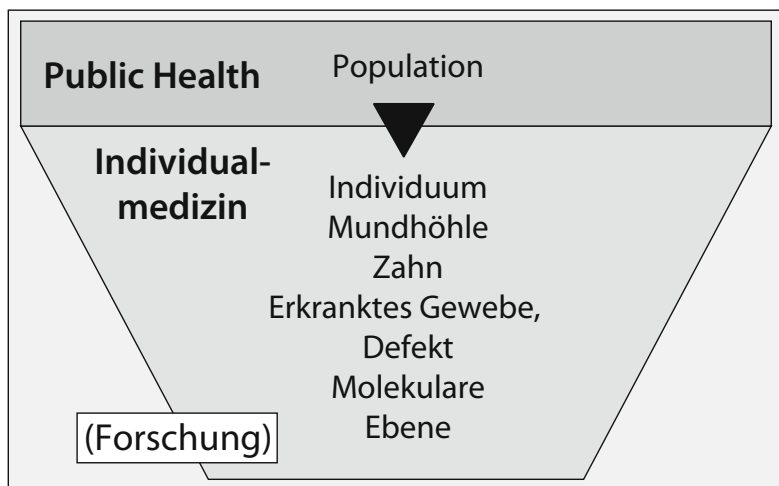 Public Health
Population
Individual-
medizin
Individuum
Mundhöhle
Zahn
Erkranktes Gewebe,
Defekt
Molekulare
Ebene
(Forschung)